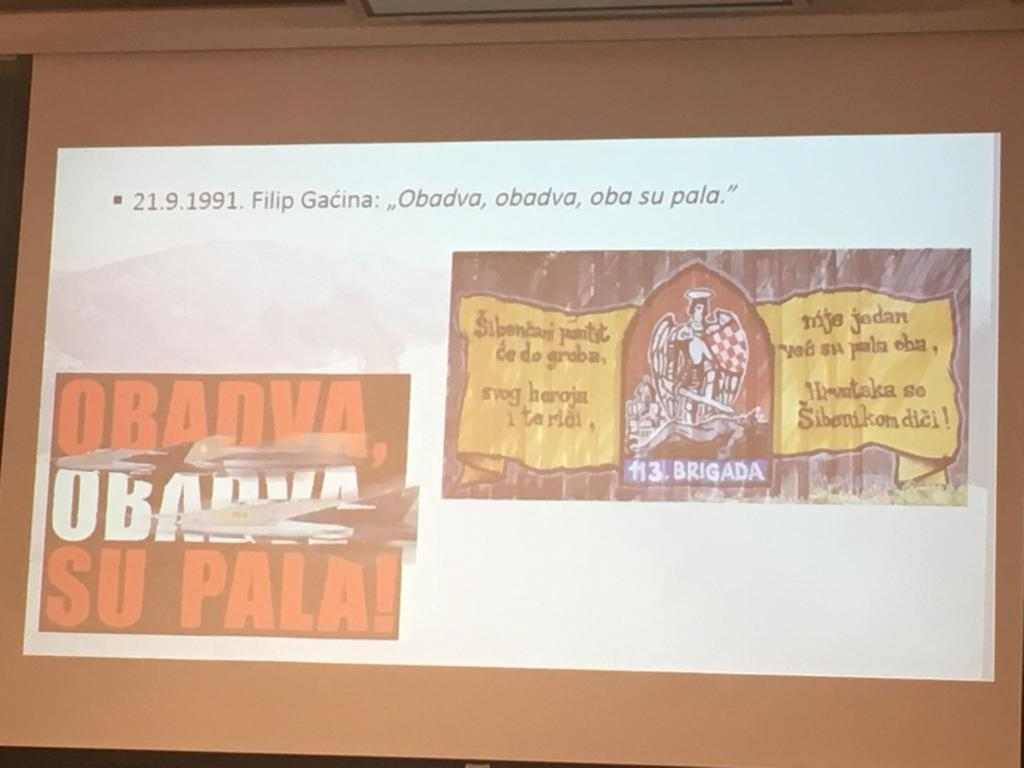 ▪ 21.9.1991. Filip Gaćina: „Obadva, obadva, oba su pala.”
Šibenčani pamtit
će do groba,
svog heroja
i te riči,
113. BRIGADA
nije jedan
već su pala oba,
Hrvatska se
Šibenikom diči!
OBADVA,
OBADVA
SU PALA!